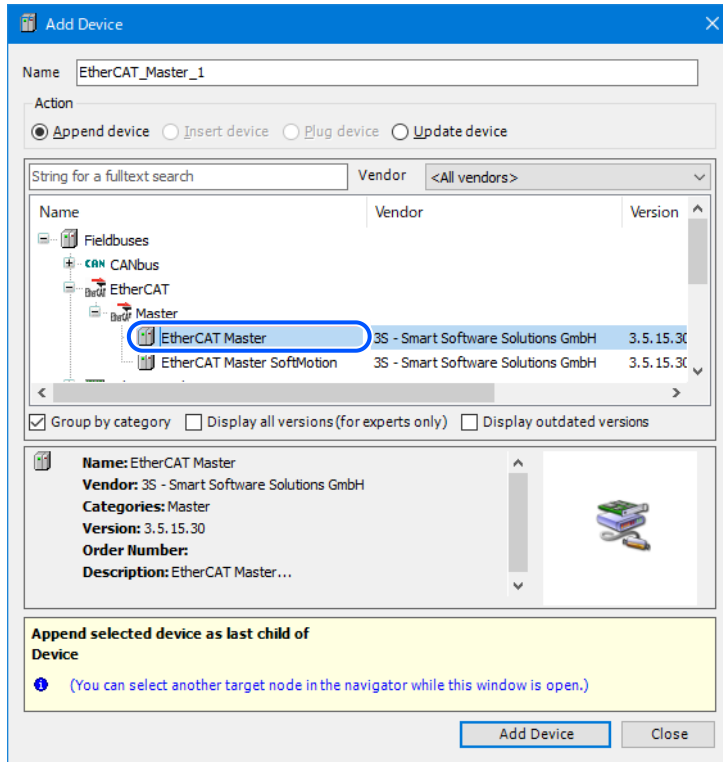 Add Device
Name EtherCAT_Master_1
Action
Append device Insert device Plug device Update device
String for a fulltext search Vendor <All vendors>
Name Vendor Version
Fieldbuses
CAN CANbus
EtherCAT
Master
EtherCAT Master 3S - Smart Software Solutions GmbH 3.5.15.30
EtherCAT Master SoftMotion 3S - Smart Software Solutions GmbH 3.5.15.30
Group by category Display all versions (for experts only) Display outdated versions
Name: EtherCAT Master
Vendor: 3S - Smart Software Solutions GmbH
Categories: Master
Version: 3.5.15.30
Order Number:
Description: EtherCAT Master...
Append selected device as last child of
Device
(You can select another target node in the navigator while this window is open.)
Add Device Close